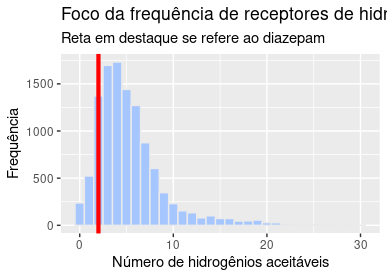 Foco da frequência de receptores de hidr
Reta em destaque se refere ao diazepam
Frequência
1500
1000
500
0
0 10 20 30
Número de hidrogênios aceitáveis